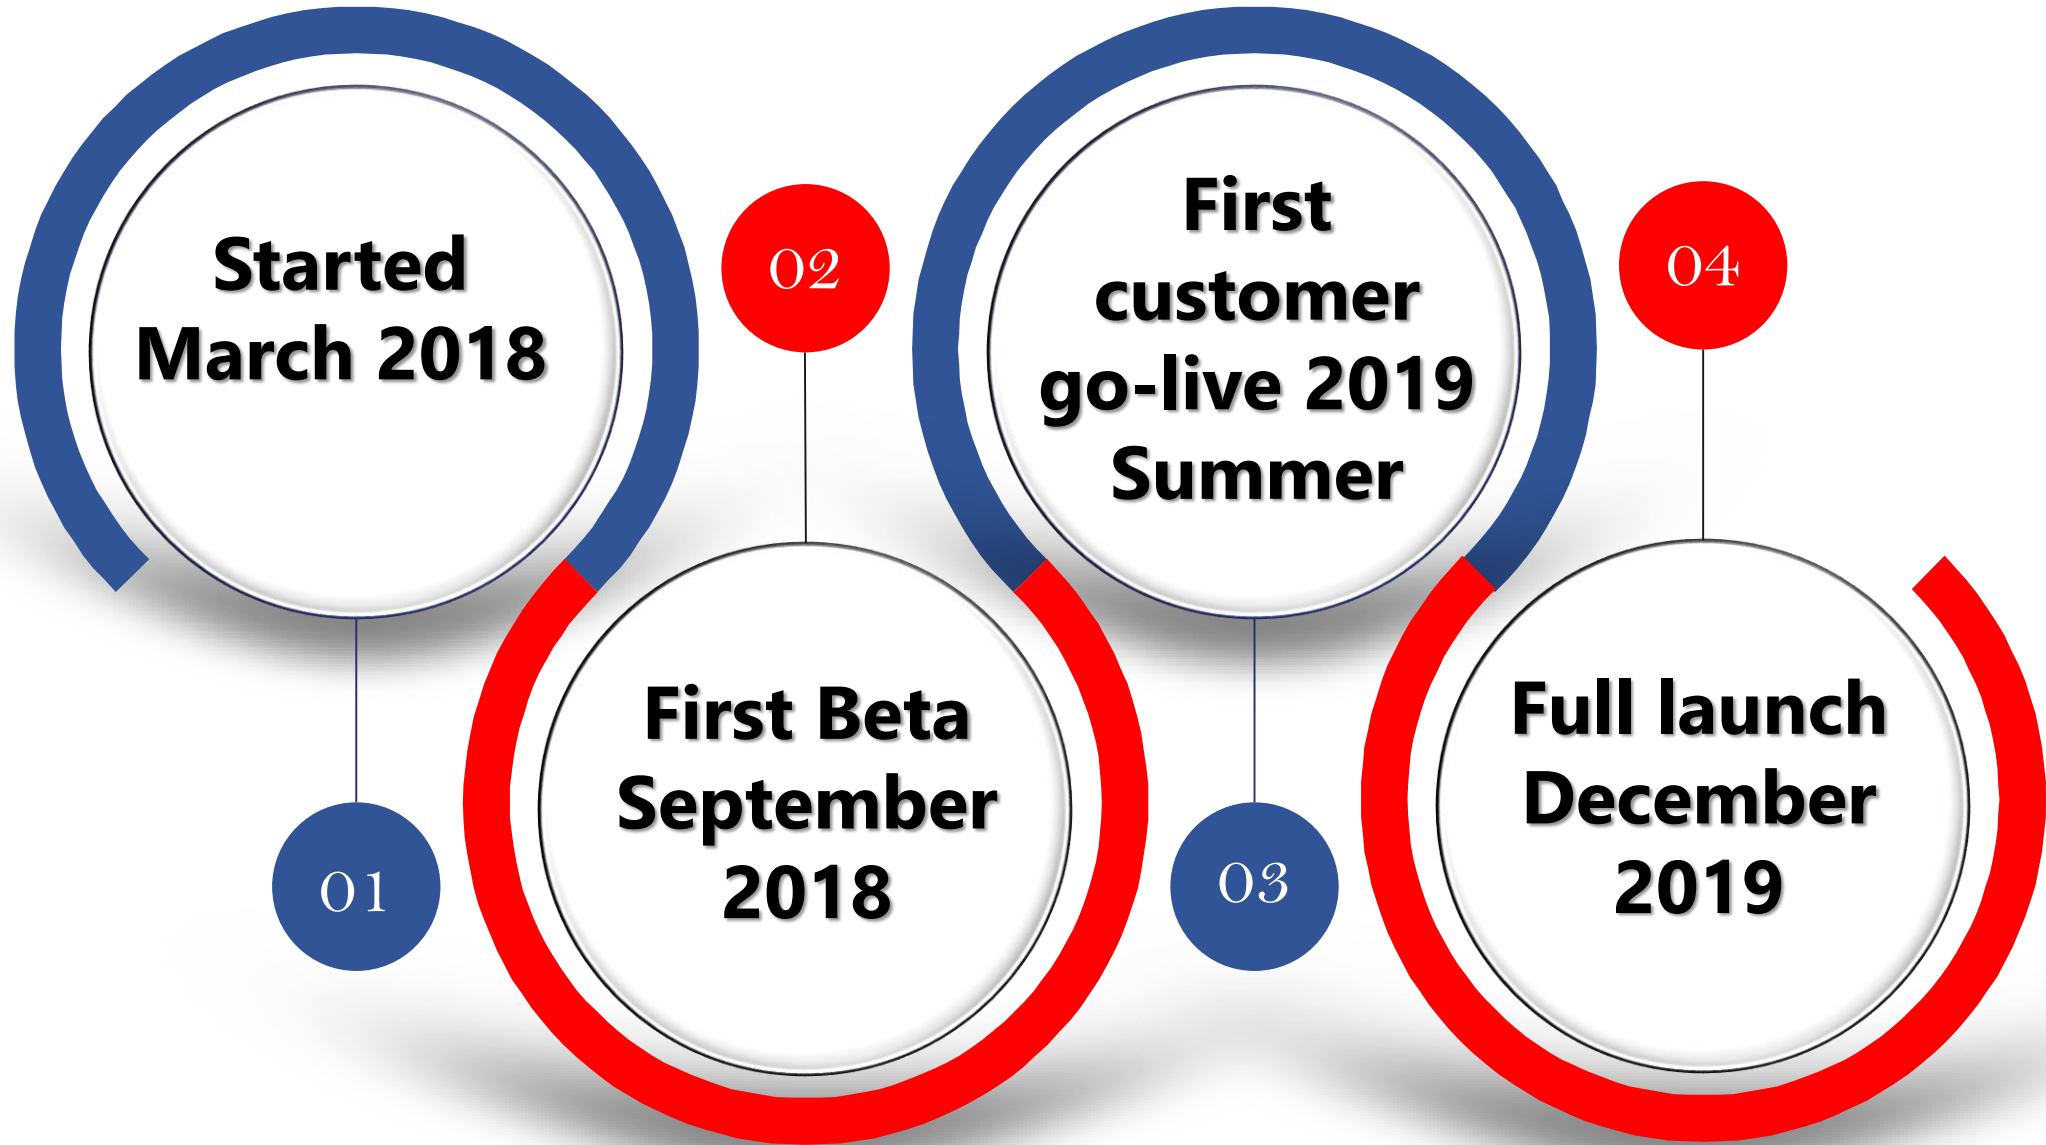 Started
March 2018
01
02
First Beta
September
2018
First
customer
go-live 2019
Summer
03
04
Full launch
December
2019